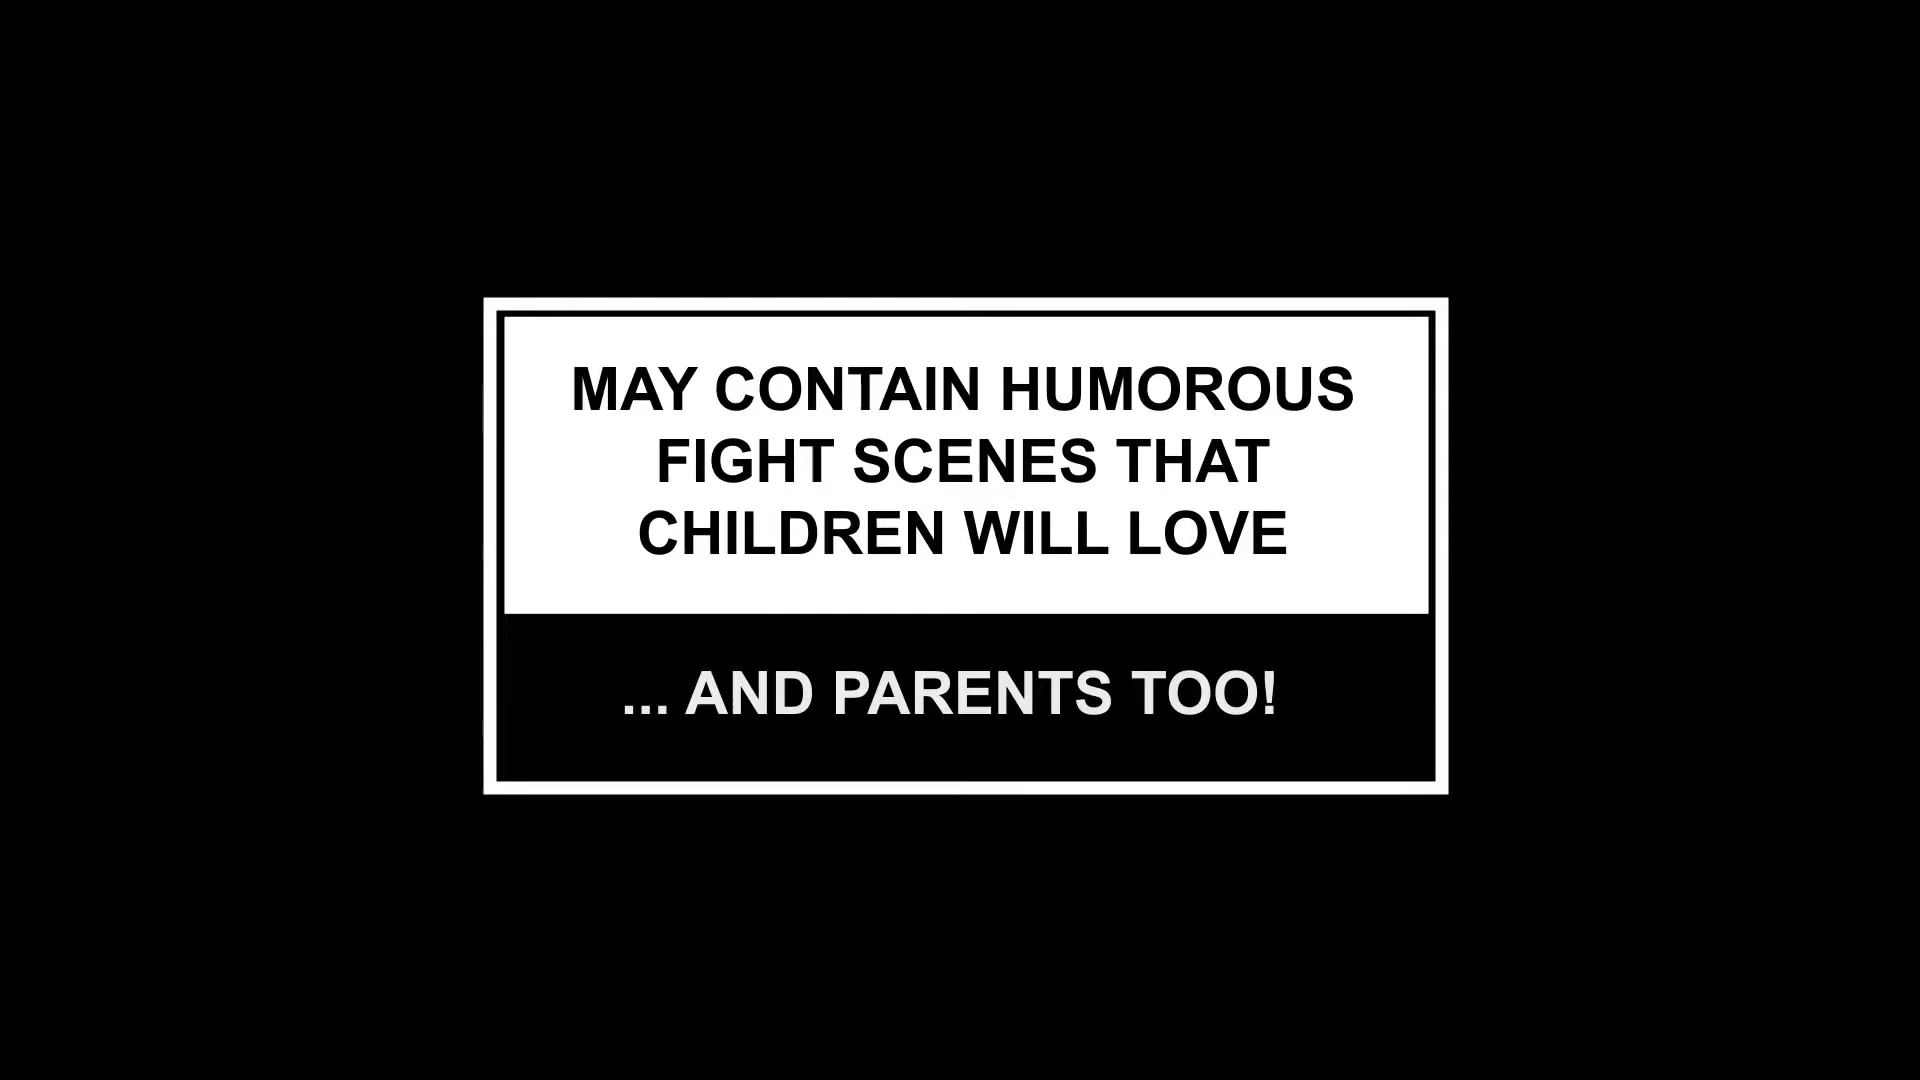 MAY CONTAIN HUMOROUS
FIGHT SCENES THAT
CHILDREN WILL LOVE
... AND PARENTS TOO!